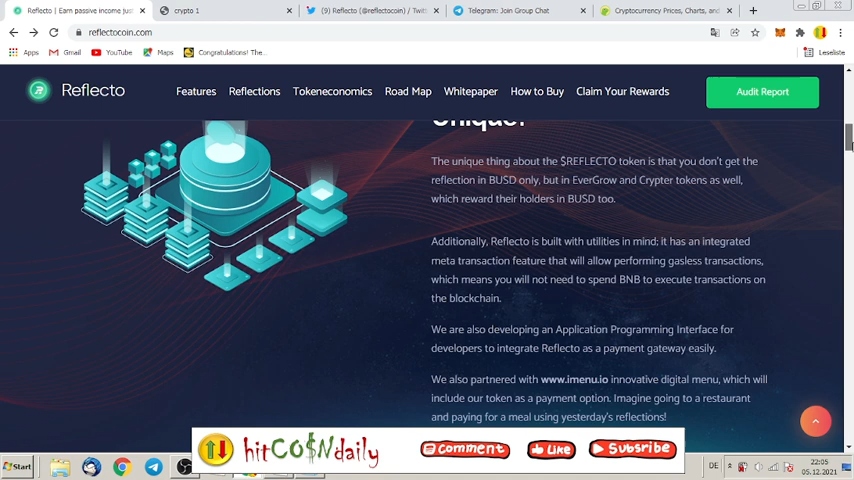 Reflecto | Earn passive income just
crypto 1
(9) Reflecto (@reflectocoin) / Twitt
Telegram: Join Group Chat
Cryptocurrency Prices, Charts, and
reflectocoin.com
Apps
Gmail
YouTube
Maps
Congratulations! The...
Leseliste
Reflecto
Features
Reflections
Tokeneconomics
Road Map
Whitepaper
How to Buy
Claim Your Rewards
Audit Report
Unique?
The unique thing about the $REFLECTO token is that you don't get the
reflection in BUSD only, but in EverGrow and Crypter tokens as well,
which reward their holders in BUSD too.
Additionally, Reflecto is built with utilities in mind; it has an integrated
meta transaction feature that will allow performing gasless transactions,
which means you will not need to spend BNB to execute transactions on
the blockchain.
We are also developing an Application Programming Interface for
developers to integrate Reflecto as a payment gateway easily.
We also partnered with www.imenu.io innovative digital menu, which will
include our token as a payment option. Imagine going to a restaurant
and paying for a meal using yesterday's reflections!
hitCO$Ndaily
Comment
Like
Subsribe
Start
DE
22:05
05.12.2021